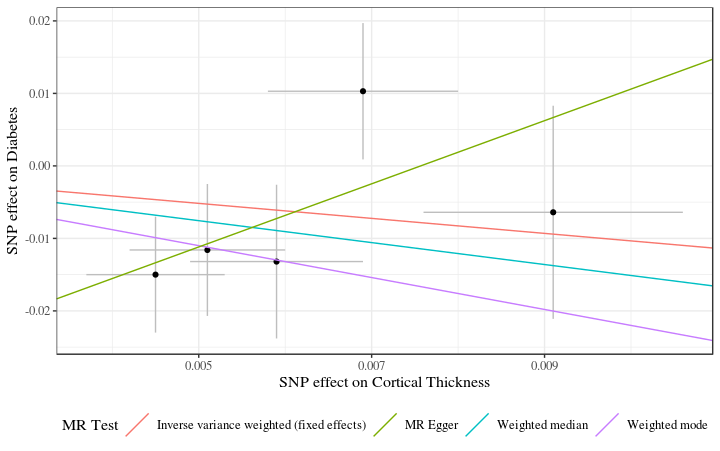 0.02
0.01
0.00
-0.01
-0.02
SNP effect on Diabetes
0.005 0.007 0.009
SNP effect on Cortical Thickness
MR Test Inverse variance weighted (fixed effects) MR Egger Weighted median Weighted mode